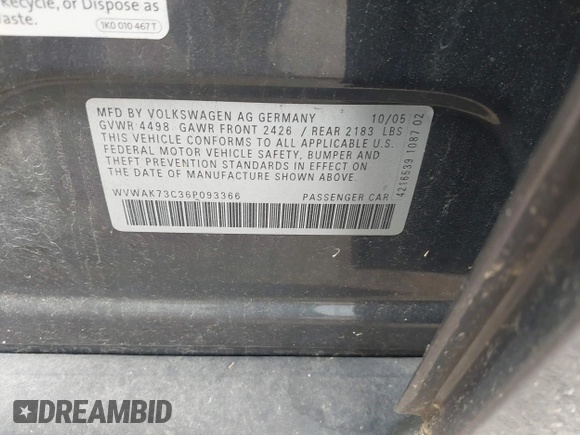 Recycle, or Dispose as
Waste.
1K0 010 467 T
MFD BY VOLKSWAGEN AG GERMANY 10/05
GVWR 4498 GAWR FRONT 2426 / REAR 2183 LBS
THIS VEHICLE CONFORMS TO ALL APPLICABLE U.S.
FEDERAL MOTOR VEHICLE SAFETY, BUMPER AND
THEFT PREVENTION STANDARDS IN EFFECT ON
THE DATE OF MANUFACTURE SHOWN ABOVE.
WVWAK73C36P093366 PASSENGER CAR
4216539 1087 02
DREAMBID